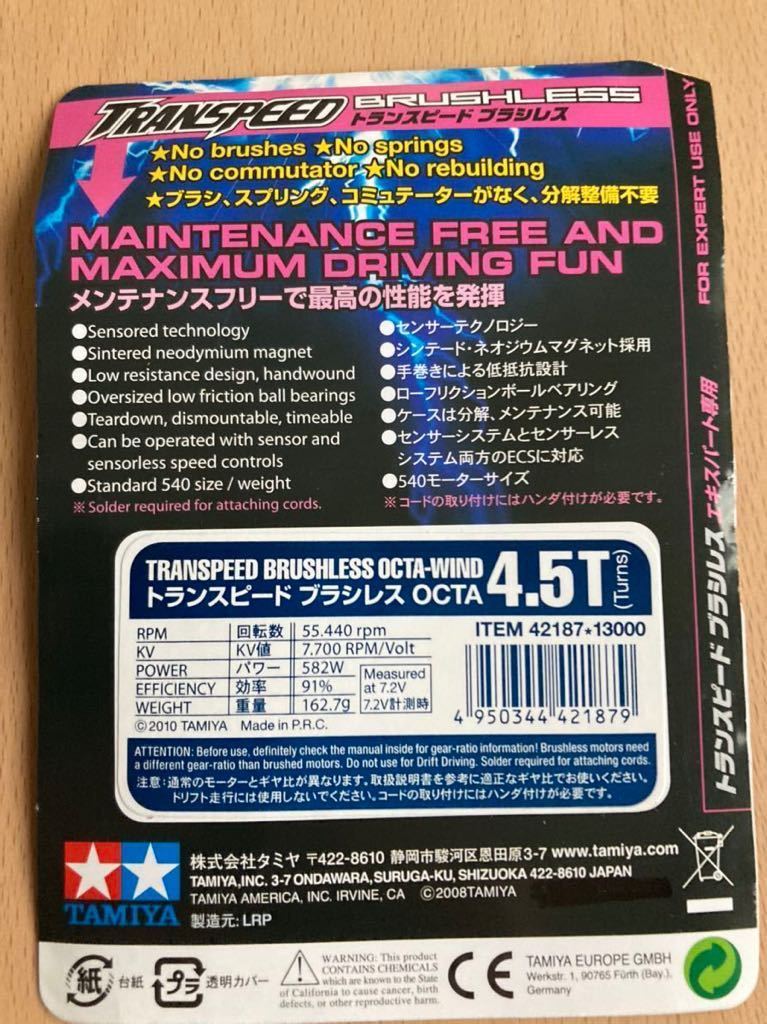 TRANSPEED BRUSHLESS
トランスピード ブラシレス
★No brushes ★No springs
★No commutator ★No rebuilding
★ブラシ、スプリング、コミュテーターがなく、分解整備不要
MAINTENANCE FREE AND
MAXIMUM DRIVING FUN
メンテナンスフリーで最高の性能を発揮
●Sensored technology
●Sintered neodymium magnet
●Low resistance design, handwound
●Oversized low friction ball bearings
●Teardown, dismountable, timeable
●Can be operated with sensor and
sensorless speed controls
●Standard 540 size / weight
※ Solder required for attaching cords.
●センサーテクノロジー
●シンテード・ネオジウムマグネット採用
●手巻きによる低抵抗設計
●ローフリクションボールベアリング
●ケースは分解、メンテナンス可能
●センサーシステムとセンサーレス
システム両方のECSに対応
●540モーターサイズ
※コードの取り付けにはハンダ付けが必要です。
FOR EXPERT USE ONLY
トランスピード ブラシレス エキスパート専用
TRANSPEED BRUSHLESS OCTA-WIND
トランスピード ブラシレス OCTA
4.5T (Turns)
RPM 回転数 55.440 rpm
KV KV値 7.700 RPM/Volt
POWER パワー 582W
EFFICIENCY 効率 91%
WEIGHT 重量 162.7g
Measured
at 7.2V
7.2V計測時
ITEM 42187*13000
4 950344 421879
©2010 TAMIYA Made in P.R.C.
ATTENTION: Before use, definitely check the manual inside for gear-ratio information! Brushless motors need
a different gear-ratio than brushed motors. Do not use for Drift Driving. Solder required for attaching cords.
注意:通常のモーターとギヤ比が異なります。取扱説明書を参考に適正なギヤ比でお使いください。
ドリフト走行には使用しないでください。コードの取り付けにはハンダ付けが必要です。
TAMIYA
株式会社タミヤ 〒422-8610 静岡市駿河区恩田原3-7 www.tamiya.com
TAMIYA,INC. 3-7 ONDAWARA, SURUGA-KU, SHIZUOKA 422-8610 JAPAN
TAMIYA AMERICA, INC. IRVINE, CA ©2008TAMIYA
製造元: LRP
紙 台紙
プラ 透明カバー
WARNING: This product
CONTAINS CHEMICALS
which are known to the State
of California to cause cancer, birth
defects, or other reproductive harm.
CE
TAMIYA EUROPE GMBH
Werkstr. 1, 90765 Fürth (Bay.),
Germany